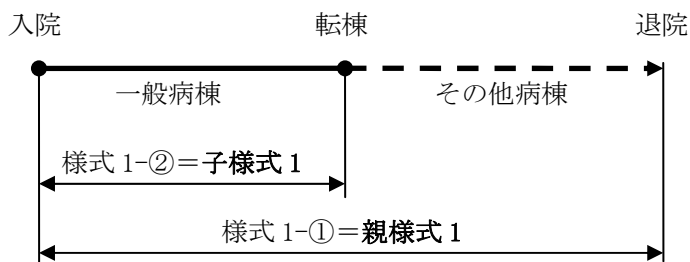 入院 転棟 退院
一般病棟 その他病棟
様式 1-②＝子様式 1
様式 1-①＝親様式 1